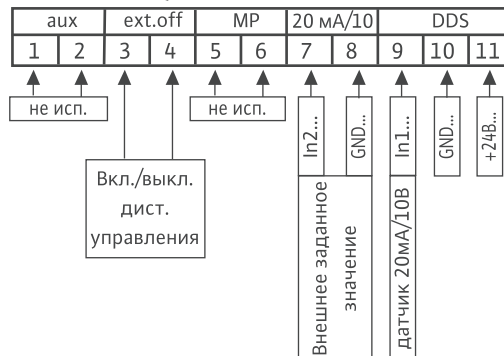 aux ext.off MP 20 мА/10 DDS
1 2 3 4 5 6 7 8 9 10 11
не исп.
не исп.
In2...
GND...
In1...
GND...
+24В...
Вкл./выкл.
дист.
управления
Внешнее заданное
значение
датчик 20мА/10В